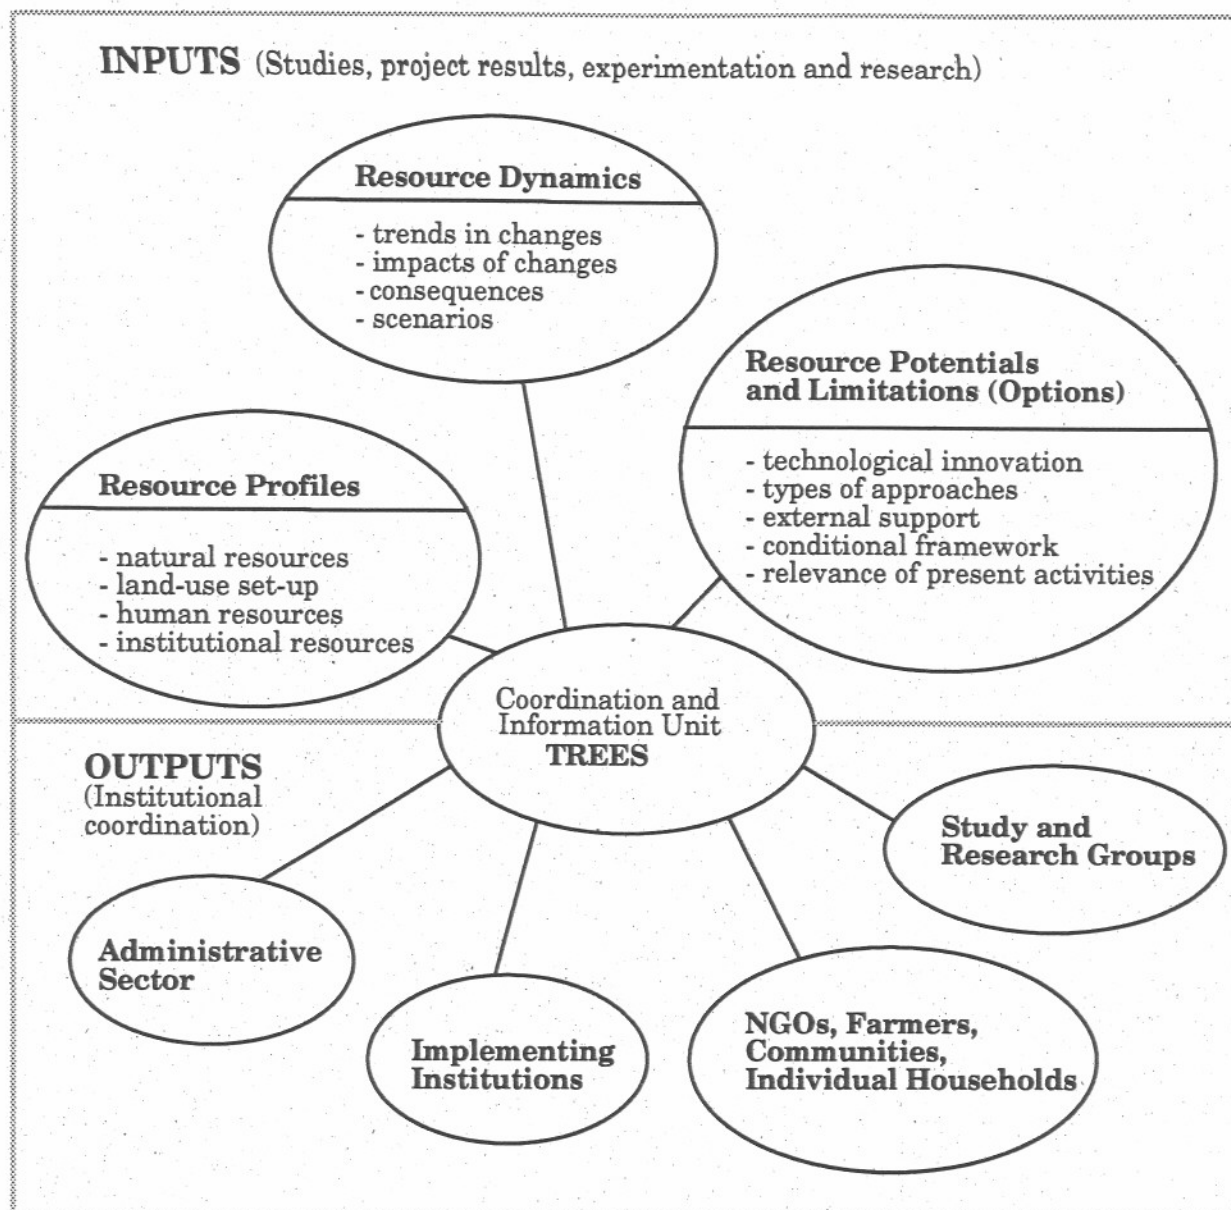 INPUTS (Studies, project results, experimentation and research)
Resource Dynamics
- trends in changes
- impacts of changes
- consequences
- scenarios
Resource Potentials
and Limitations (Options)
- technological innovation
- types of approaches
- external support
- conditional framework
- relevance of present activities
Resource Profiles
- natural resources
- land-use set-up
- human resources
- institutional resources
Coordination and
Information Unit
TREES
OUTPUTS
(Institutional
coordination)
Study and
Research Groups
Administrative
Sector
Implementing
Institutions
NGOs, Farmers,
Communities,
Individual Households